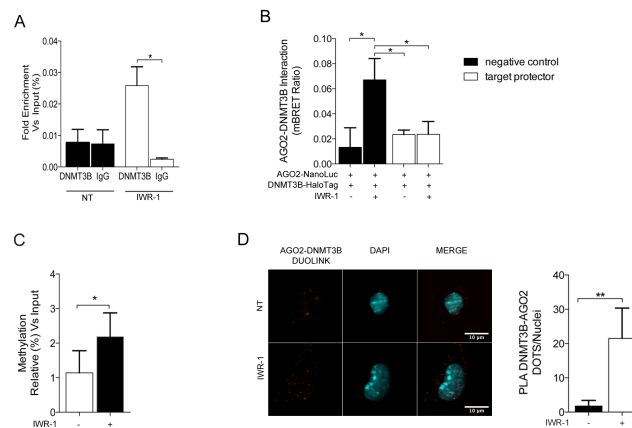 A
Fold Enrichment
Vs Input (%)
0.04
0.03
0.02
0.01
0.00
*
DNMT3B IgG DNMT3B IgG
NT IWR-1
B
AGO2-DNMT3B Interaction
(mBRET Ratio)
0.10
0.08
0.06
0.04
0.02
0.00
*
*
*
AGO2-NanoLuc + + + +
DNMT3B-HaloTag + + + +
IWR-1 - + - +
negative control
target protector
C
Methylation
Relative (%) Vs Input
4
3
2
1
0
*
IWR-1 - +
D
AGO2-DNMT3B
DUOLINK
DAPI
MERGE
NT
10 µm
IWR-1
10 µm
PLA DNMT3B-AGO2
DOTS/Nuclei
40
30
20
10
0
**
IWR-1 - +